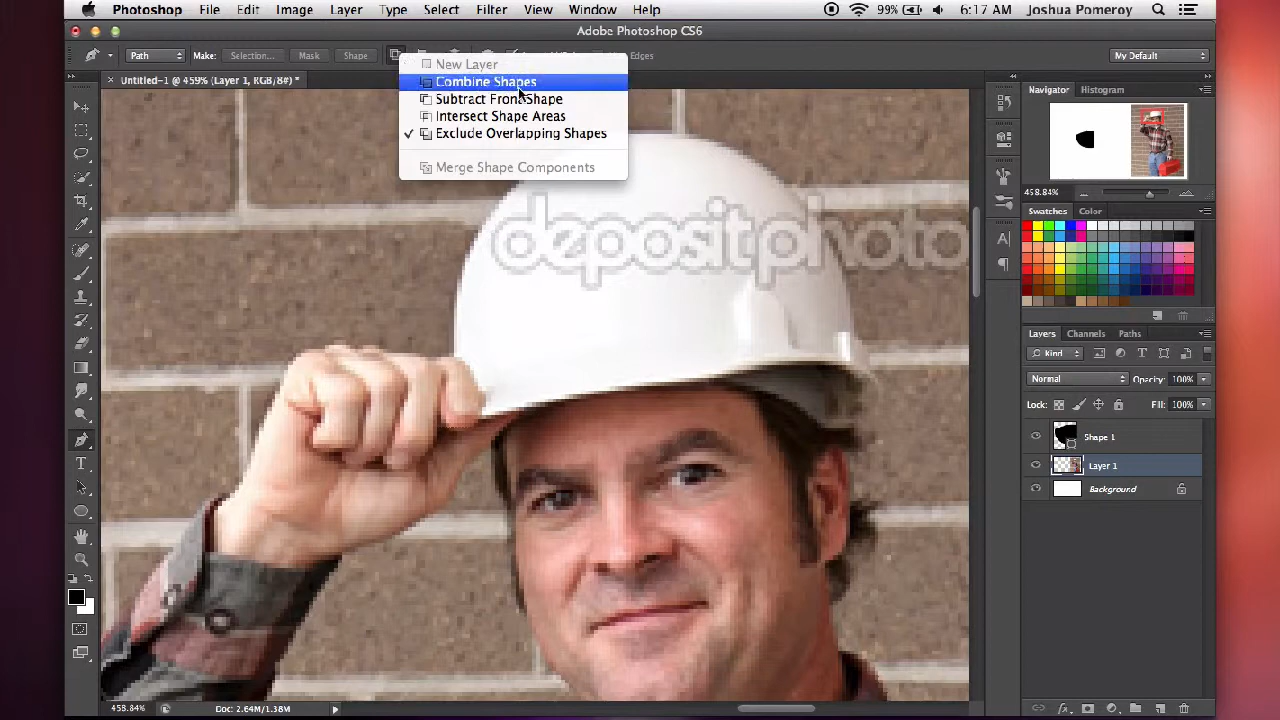 Photoshop File Edit Image Layer Type Select Filter View Window Help 99% 6:17 AM Joshua Pomeroy
Adobe Photoshop CS6
Path Make: Selection... Mask Shape Edges My Default
Untitled-1 @ 459% (Layer 1, RGB/8#) *
New Layer
Combine Shapes
Subtract Front Shape
Intersect Shape Areas
Exclude Overlapping Shapes
Merge Shape Components
depositphoto
Navigator Histogram
458.84%
Swatches Color
Layers Channels Paths
Kind
Normal Opacity: 100%
Lock: Fill: 100%
Shape 1
Layer 1
Background
458.84% Doc: 2.64M/1.38M